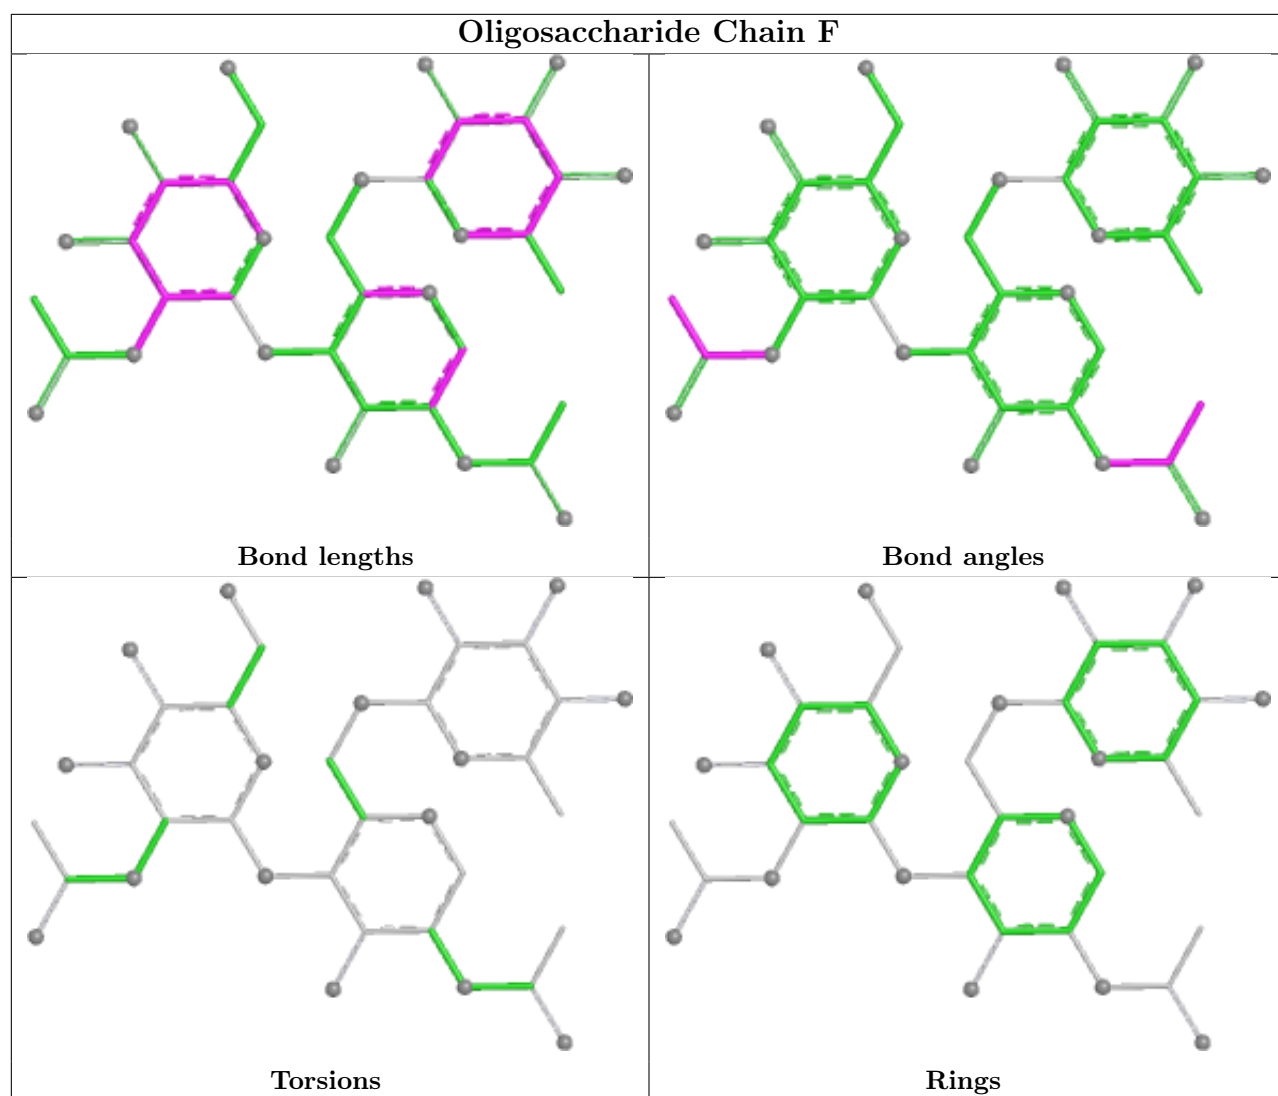 Oligosaccharide Chain F
Bond lengths
Bond angles
Torsions
Rings